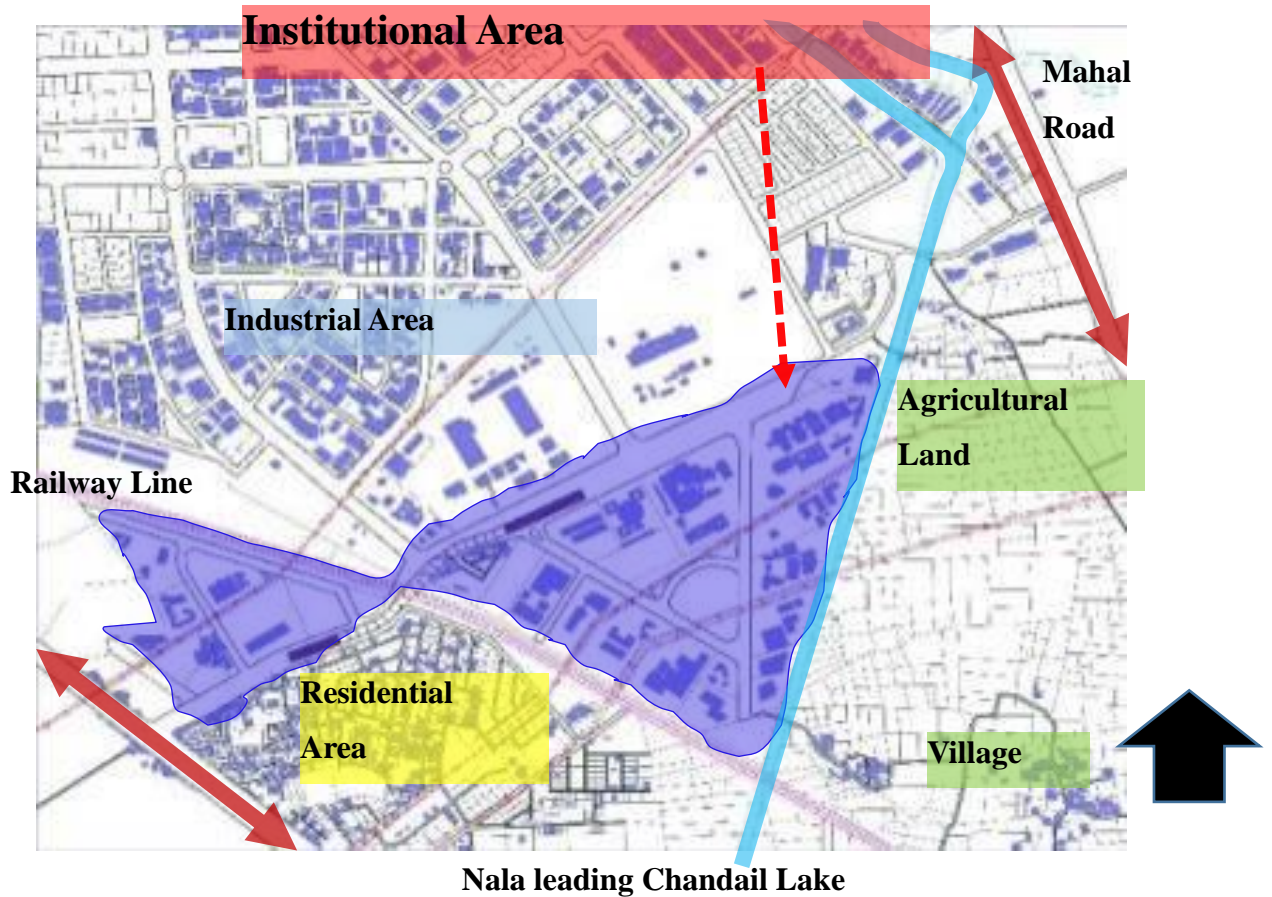 Institutional Area
Mahal
Road
Industrial Area
Agricultural
Land
Railway Line
Residential
Area
Village
Nala leading Chandail Lake